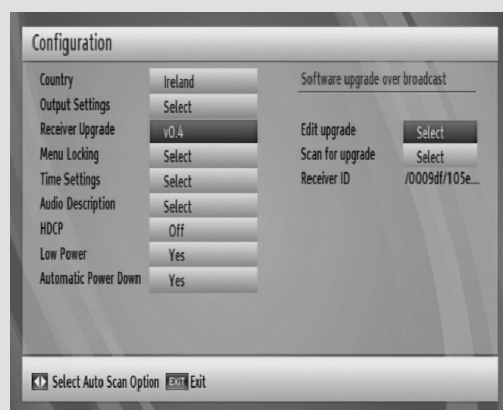 Configuration
Country Ireland
Output Settings Select
Receiver Upgrade v0.4
Menu Locking Select
Time Settings Select
Audio Description Select
HDCP Off
Low Power Yes
Automatic Power Down Yes
Software upgrade over broadcast
Edit upgrade Select
Scan for upgrade Select
Receiver ID /0009df/105e...
Select Auto Scan Option EXIT Exit